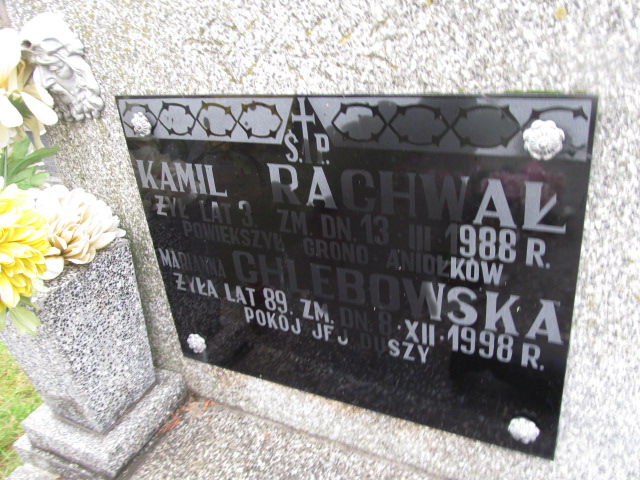 Ś. P.
KAMIL RACHWAŁ
ŻYŁ LAT 3 ZM. DN. 13 III 1988 R.
POWIĘKSZYŁ GRONO ANIOŁKÓW
MARIANNA CHLEBOWSKA
ŻYŁA LAT 89. ZM. DN. 8.XII.1998 R.
POKÓJ JEJ DUSZY